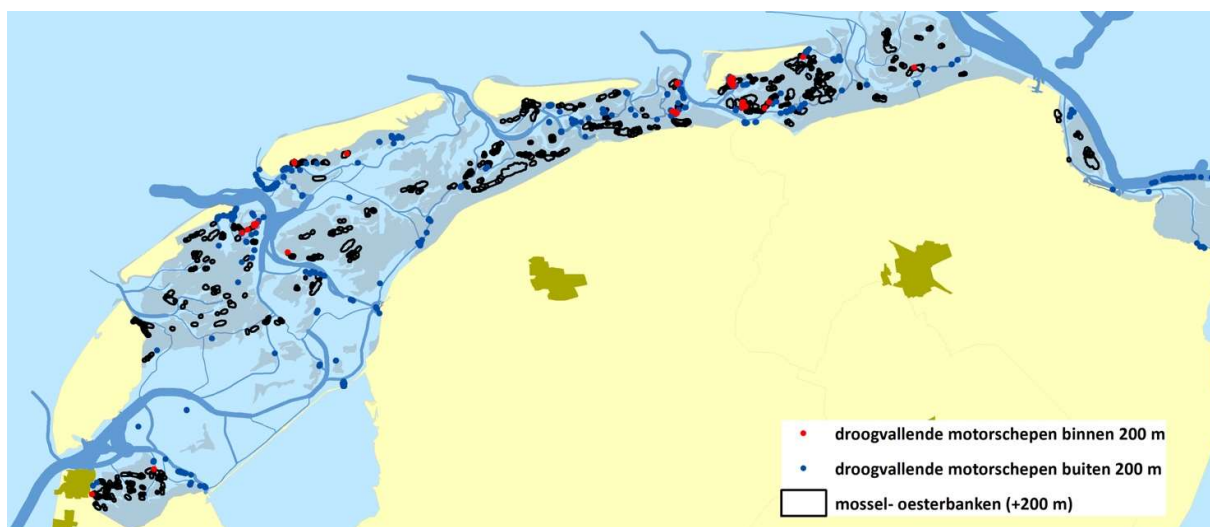 droogvallende motorschepen binnen 200 m
droogvallende motorschepen buiten 200 m
mossel- oesterbanken (+200 m)